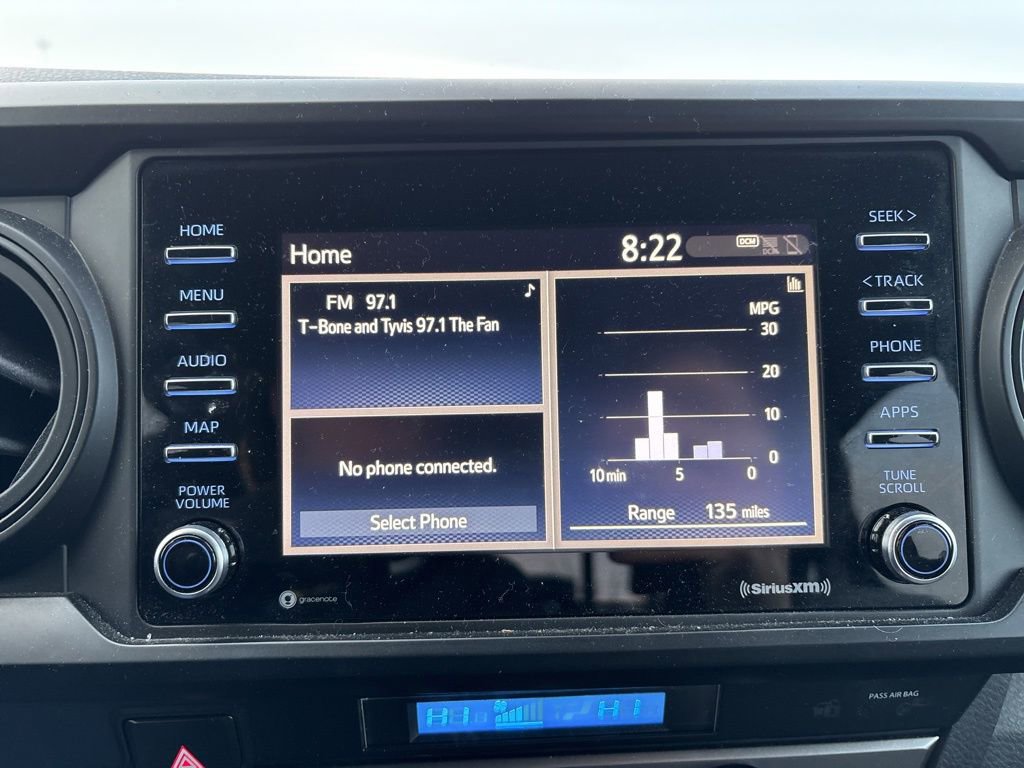 HOME
MENU
AUDIO
MAP
POWER
VOLUME
Home
8:22
DCM
FM 97.1
T-Bone and Tyvis 97.1 The Fan
No phone connected.
Select Phone
MPG
30
20
10
0
10 min 5 0
Range 135 miles
SEEK >
< TRACK
PHONE
APPS
TUNE
SCROLL
gracenote
((SiriusXM))
HI HI
PASS AIR BAG